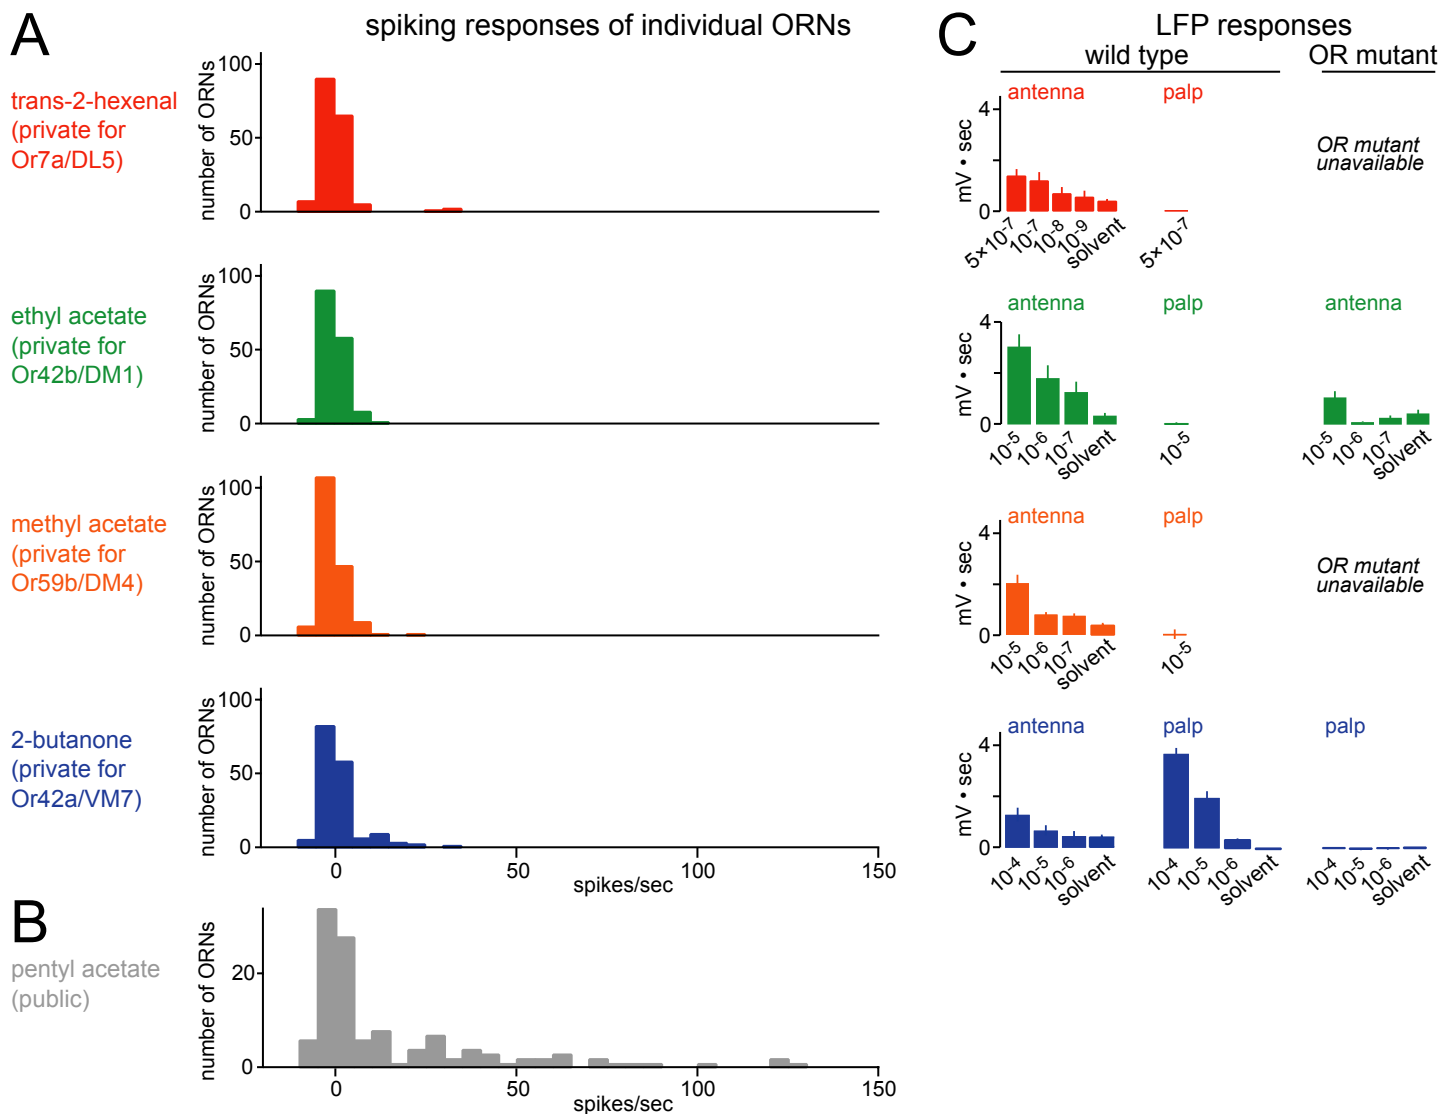 A
spiking responses of individual ORNs
trans-2-hexenal
(private for
Or7a/DL5)
number of ORNs
100
50
0
ethyl acetate
(private for
Or42b/DM1)
number of ORNs
100
50
0
methyl acetate
(private for
Or59b/DM4)
number of ORNs
100
50
0
2-butanone
(private for
Or42a/VM7)
number of ORNs
100
50
0
0 50 100 150
spikes/sec
B
pentyl acetate
(public)
number of ORNs
20
0
0 50 100 150
spikes/sec
C
LFP responses
wild type OR mutant
antenna palp
mV • sec
4
0
5×10-7 10-7 10-8 10-9 solvent 5×10-7
OR mutant
unavailable
antenna palp antenna
mV • sec
4
0
10-5 10-6 10-7 solvent 10-5 10-5 10-6 10-7 solvent
antenna palp
mV • sec
4
0
10-5 10-6 10-7 solvent 10-5
OR mutant
unavailable
antenna palp palp
mV • sec
4
0
10-4 10-5 10-6 solvent 10-4 10-5 10-6 solvent 10-4 10-5 10-6 solvent